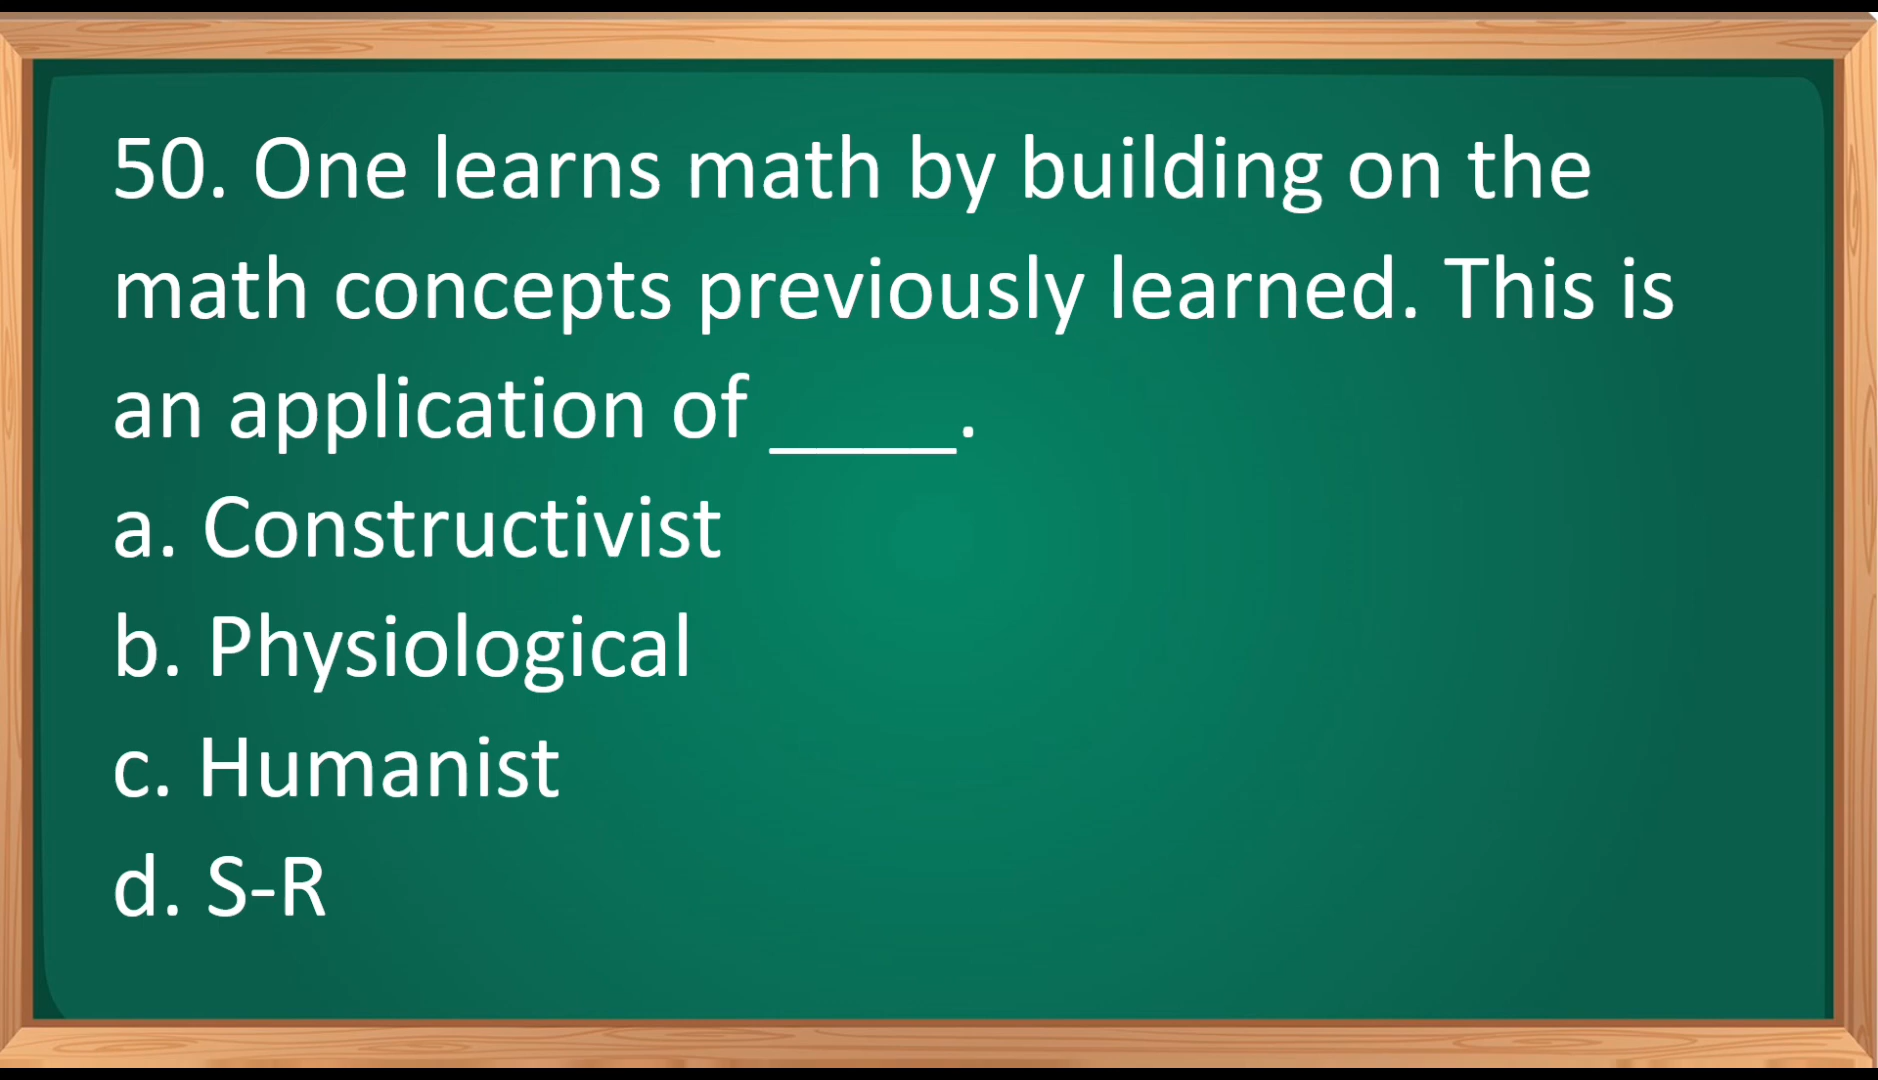 50. One learns math by building on the
math concepts previously learned. This is
an application of _____.
a. Constructivist
b. Physiological
c. Humanist
d. S-R